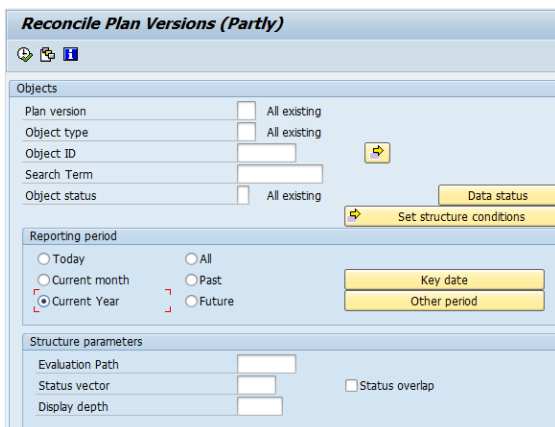 Reconcile Plan Versions (Partly)
Objects
Plan version All existing
Object type All existing
Object ID
Search Term
Object status All existing Data status
Set structure conditions
Reporting period
Today All
Current month Past Key date
Current Year Future Other period
Structure parameters
Evaluation Path
Status vector Status overlap
Display depth